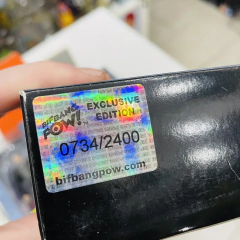 BIF BANG
POW!
EXCLUSIVE
EDITION
0734/2400
bifbangpow.com